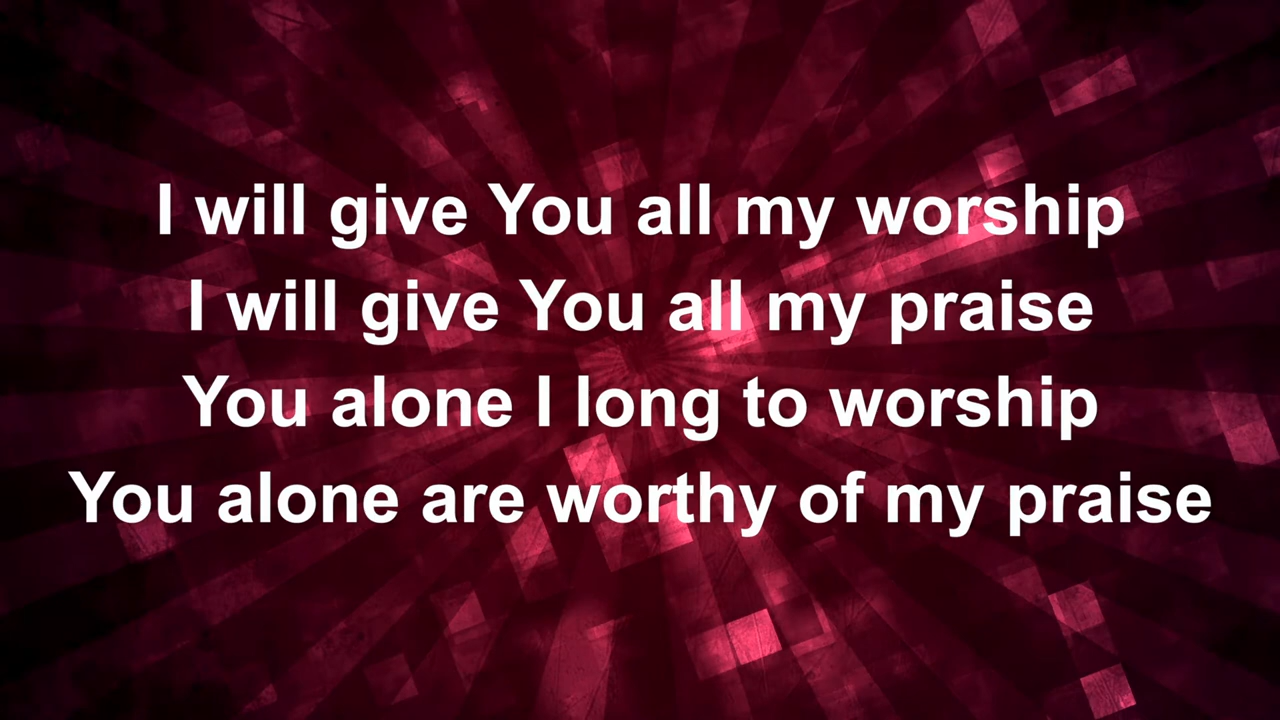 I will give You all my worship
I will give You all my praise
You alone I long to worship
You alone are worthy of my praise